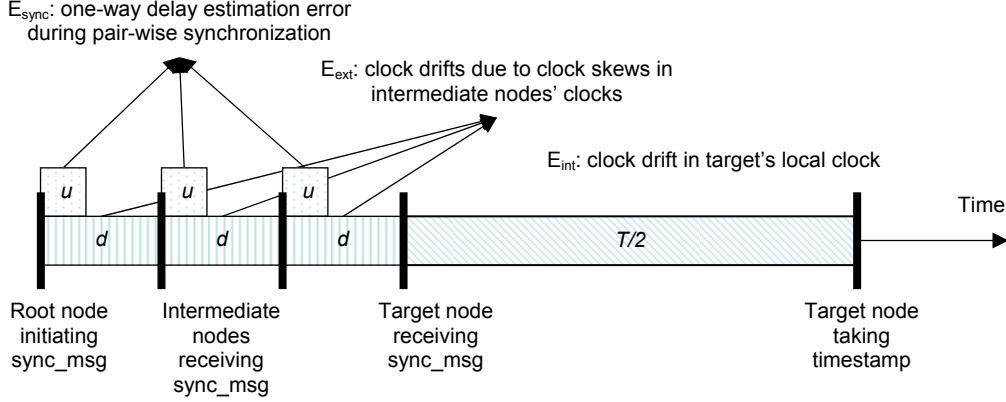 E_sync: one-way delay estimation error
during pair-wise synchronization
E_ext: clock drifts due to clock skews in
intermediate nodes' clocks
E_int: clock drift in target's local clock
u
u
u
Time
d
d
d
T/2
Root node
initiating
sync_msg
Intermediate
nodes
receiving
sync_msg
Target node
receiving
sync_msg
Target node
taking
timestamp